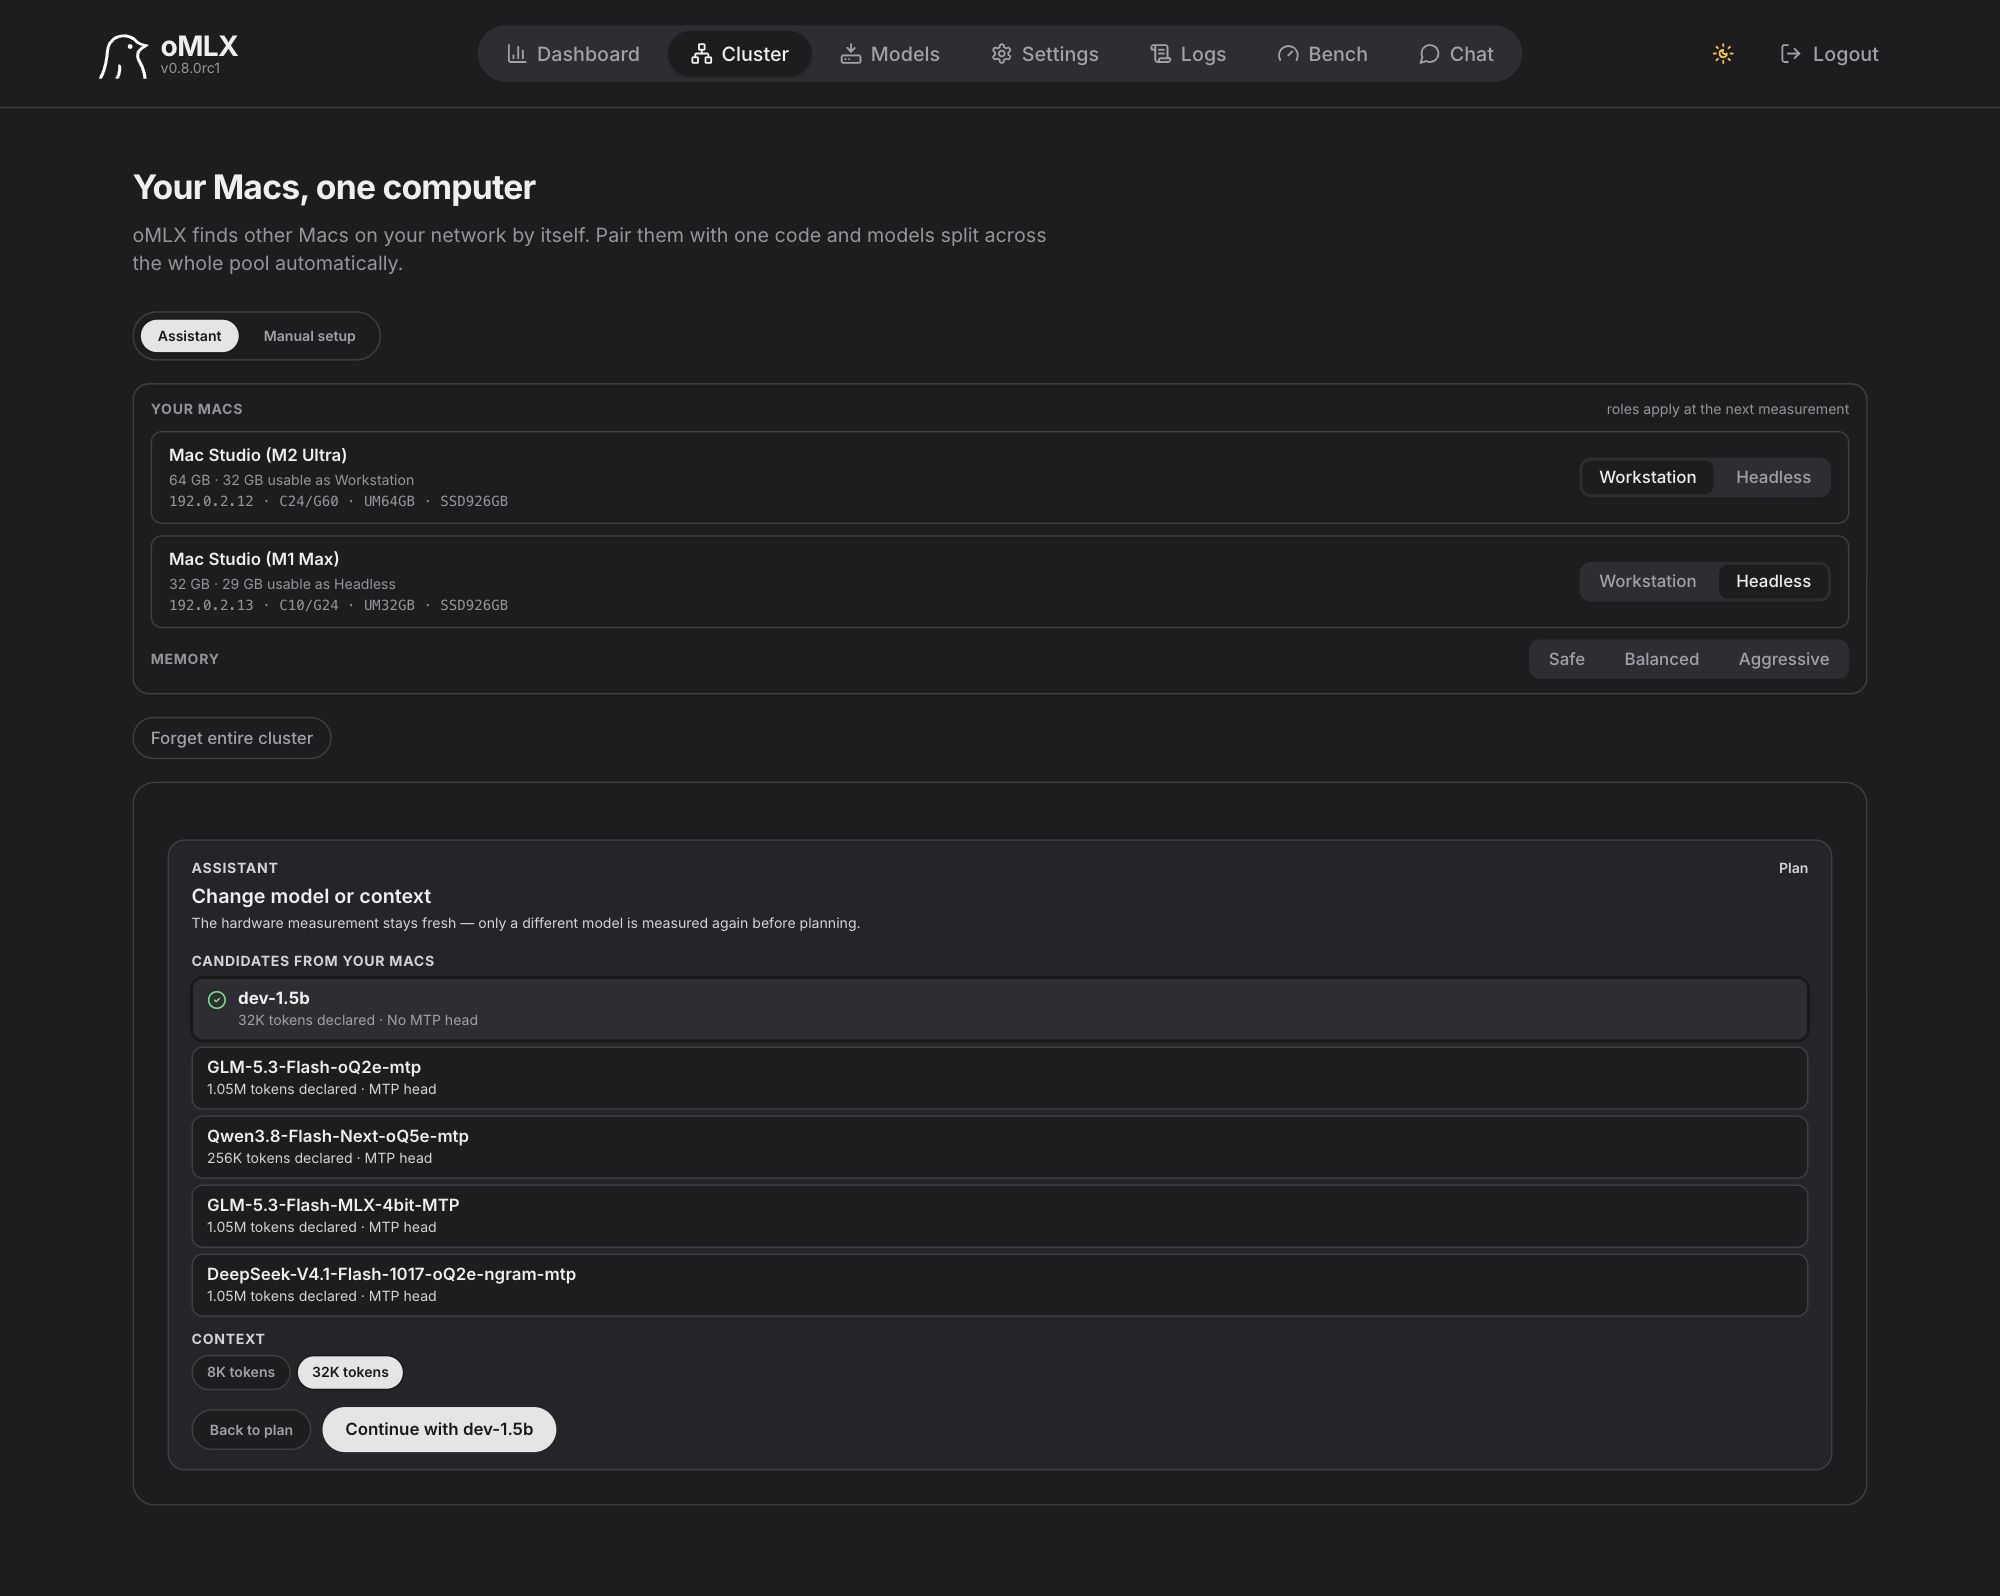 oMLX
v0.8.0rc1
Dashboard
Cluster
Models
Settings
Logs
Bench
Chat
Logout
Your Macs, one computer
oMLX finds other Macs on your network by itself. Pair them with one code and models split across
the whole pool automatically.
Assistant
Manual setup
YOUR MACS
roles apply at the next measurement
Mac Studio (M2 Ultra)
64 GB · 32 GB usable as Workstation
192.0.2.12 · C24/G60 · UM64GB · SSD926GB
Workstation
Headless
Mac Studio (M1 Max)
32 GB · 29 GB usable as Headless
192.0.2.13 · C10/G24 · UM32GB · SSD926GB
Workstation
Headless
MEMORY
Safe
Balanced
Aggressive
Forget entire cluster
ASSISTANT
Plan
Change model or context
The hardware measurement stays fresh — only a different model is measured again before planning.
CANDIDATES FROM YOUR MACS
dev-1.5b
32K tokens declared · No MTP head
GLM-5.3-Flash-oQ2e-mtp
1.05M tokens declared · MTP head
Qwen3.8-Flash-Next-oQ5e-mtp
256K tokens declared · MTP head
GLM-5.3-Flash-MLX-4bit-MTP
1.05M tokens declared · MTP head
DeepSeek-V4.1-Flash-1017-oQ2e-ngram-mtp
1.05M tokens declared · MTP head
CONTEXT
8K tokens
32K tokens
Back to plan
Continue with dev-1.5b